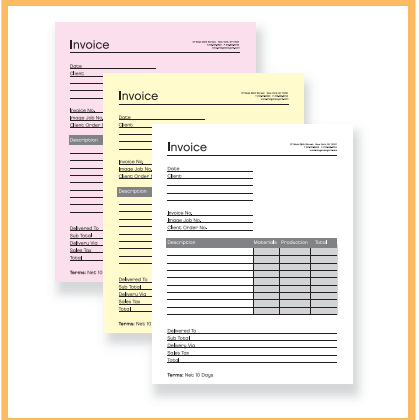 Invoice
Date
Client:
Invoice No.
Image Job No.
Client Order
Description
Delivered To
Sub Total
Delivery Via
Sales Tax
Total
Terms: Net 10
Invoice
Date
Client:
Invoice No.
Image Job No.
Client Order
Description
Delivered To
Sub Total
Delivery Via
Sales Tax
Total
Terms: Net 10
Invoice
Date
Client:
Invoice No.
Image Job No.
Client Order No.
Description Materials Production Total
Delivered To
Sub Total
Delivery Via
Sales Tax
Total
Terms: Net 10 Days